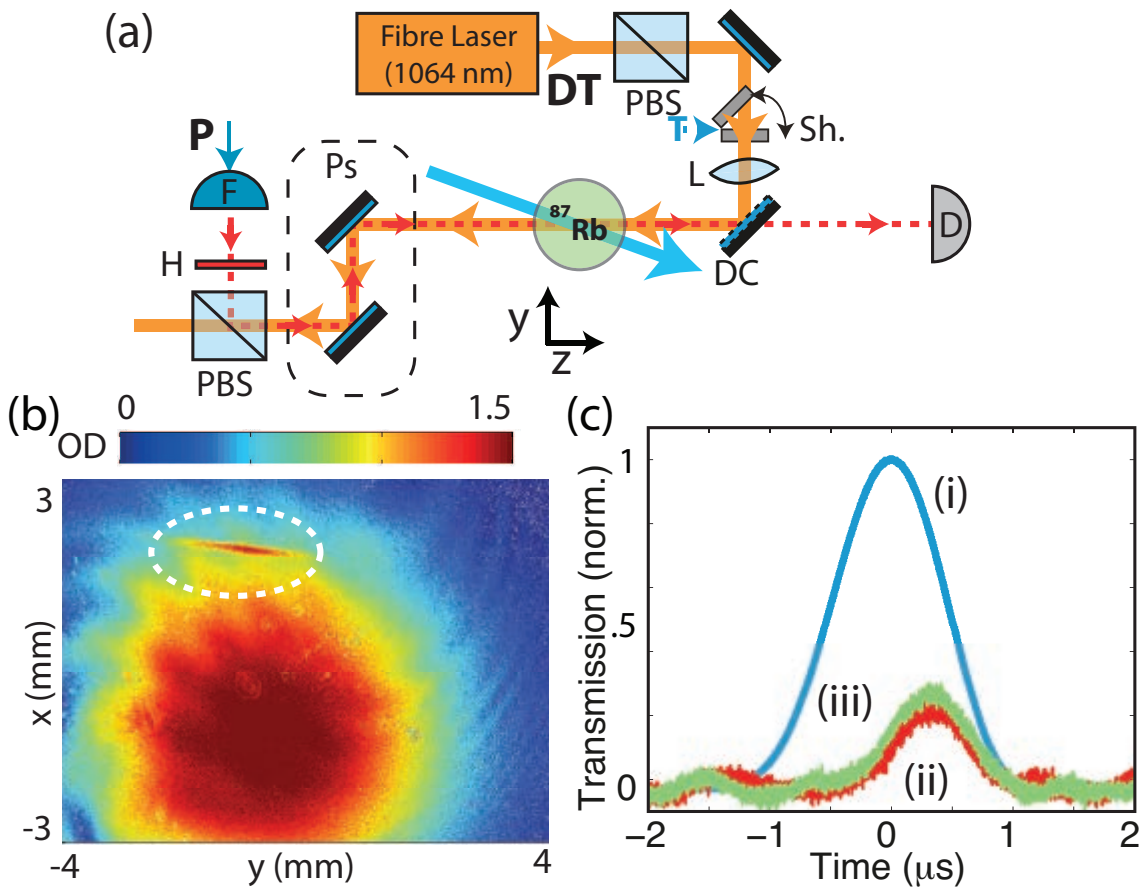 (a)
Fibre Laser
(1064 nm)
DT
PBS
Sh.
P
Ps
L
F
87
Rb
D
H
DC
y
z
PBS
(b)
0
1.5
OD
3
x (mm)
-3
-4
y (mm)
4
(c)
1
(i)
Transmission (norm.)
.5
(iii)
(ii)
0
−2
−1
0
1
2
Time (μs)